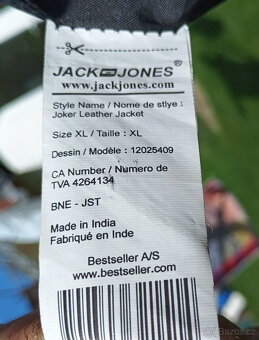 JACK JONES®
www.jackjones.com
Style Name / Nome de stlye :
Joker Leather Jacket
Size XL / Taille : XL
Dessin / Modèle : 12025409
CA Number / Numero de
TVA 4264134
BNE - JST
Made in India
Fabriqué en Inde
Bestseller A/S
www.bestseller.com